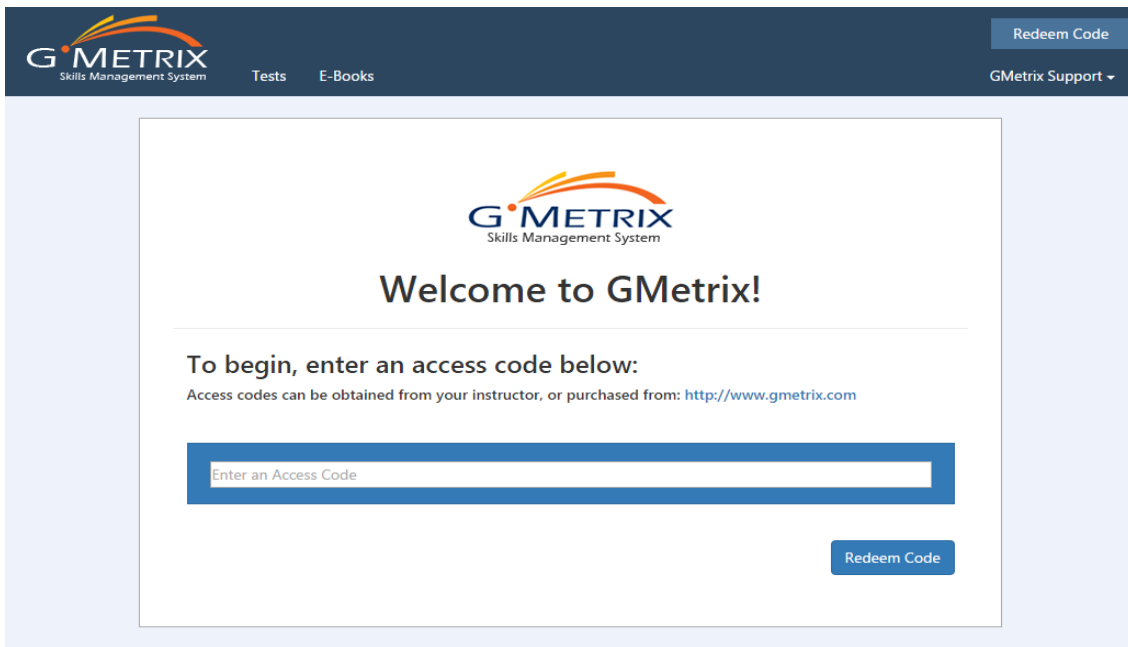 Redeem Code
G METRIX
Skills Management System
Tests
E-Books
GMetrix Support
G METRIX
Skills Management System
Welcome to GMetrix!
To begin, enter an access code below:
Access codes can be obtained from your instructor, or purchased from: http://www.gmetrix.com
Enter an Access Code
Redeem Code